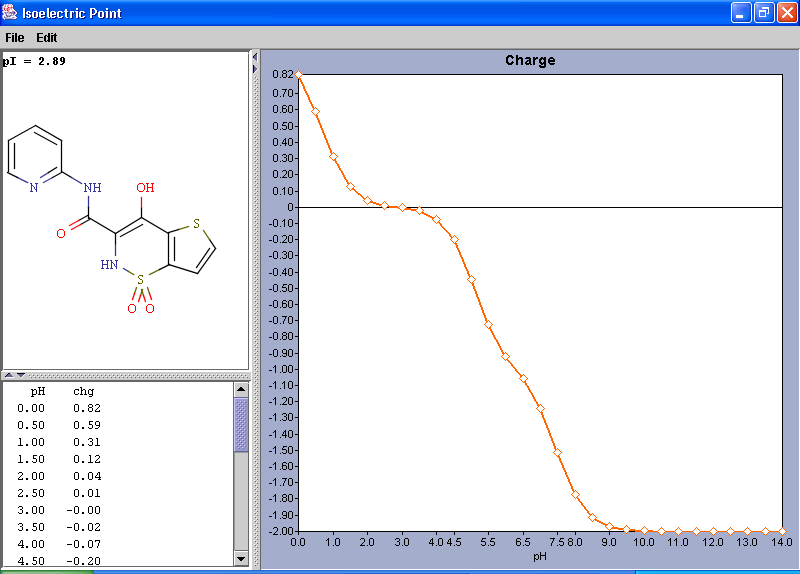 Isoelectric Point
File Edit
pI = 2.89
N
NH
OH
O
S
HN
S
O O
pH chg
0.00 0.82
0.50 0.59
1.00 0.31
1.50 0.12
2.00 0.04
2.50 0.01
3.00 -0.00
3.50 -0.02
4.00 -0.07
4.50 -0.20
Charge
0.82
0.70
0.60
0.50
0.40
0.30
0.20
0.10
0
-0.10
-0.20
-0.30
-0.40
-0.50
-0.60
-0.70
-0.80
-0.90
-1.00
-1.10
-1.20
-1.30
-1.40
-1.50
-1.60
-1.70
-1.80
-1.90
-2.00
0.0 1.0 2.0 3.0 4.0 4.5 5.5 6.5 7.5 8.0 9.0 10.0 11.0 12.0 13.0 14.0
pH